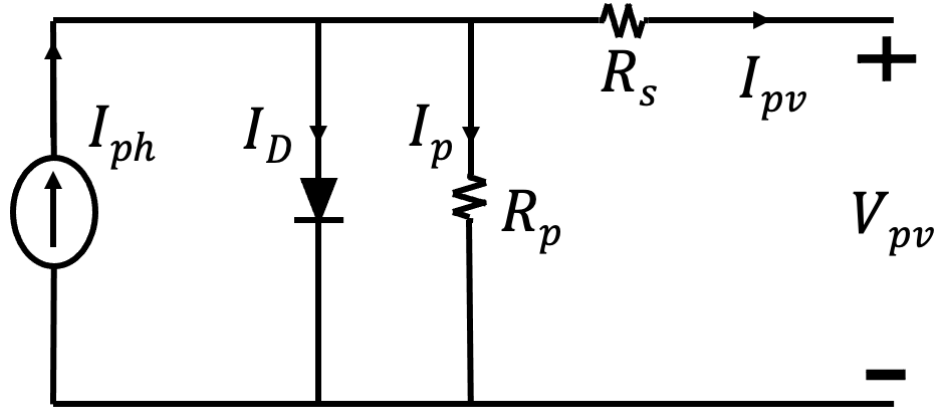 R_s
I_pv
+
I_ph
I_D
I_p
R_p
V_pv
-